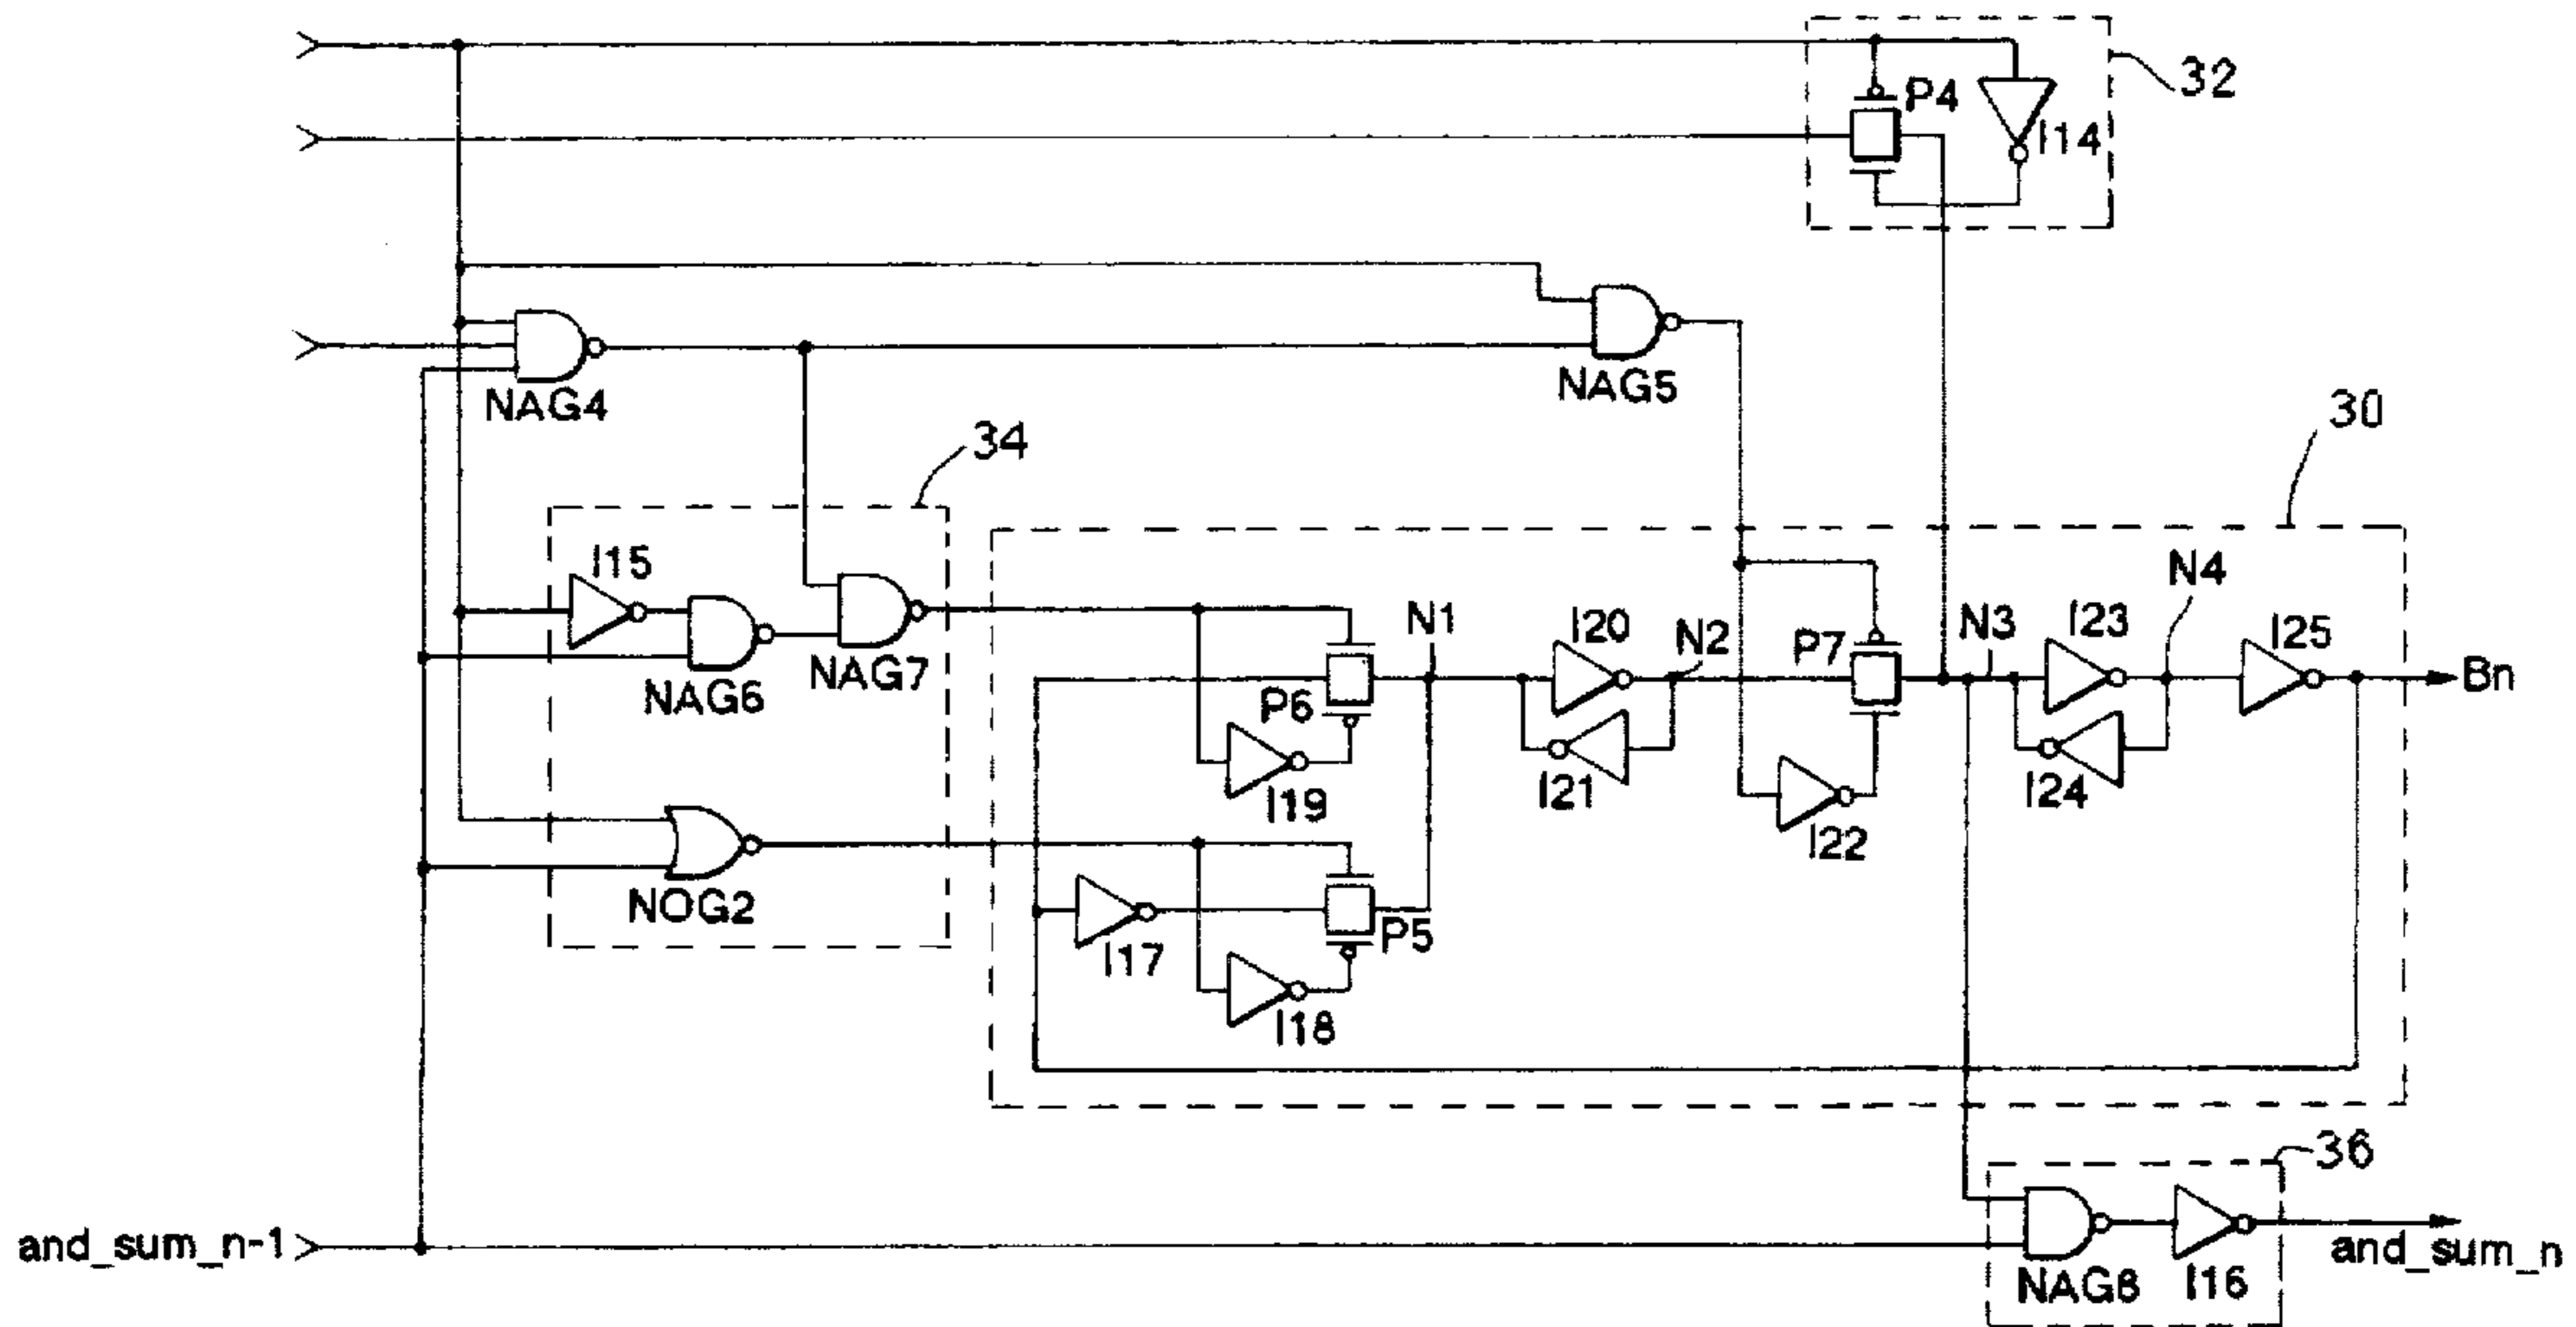 32
P4
I14
NAG4
NAG5
30
34
I15
NAG6
NAG7
N1
I20
N2
P7
N3
I23
N4
I25
Bn
P6
I19
I21
I22
I24
NOG2
I17
P5
I18
36
and_sum_n-1
NAG8
I16
and_sum_n